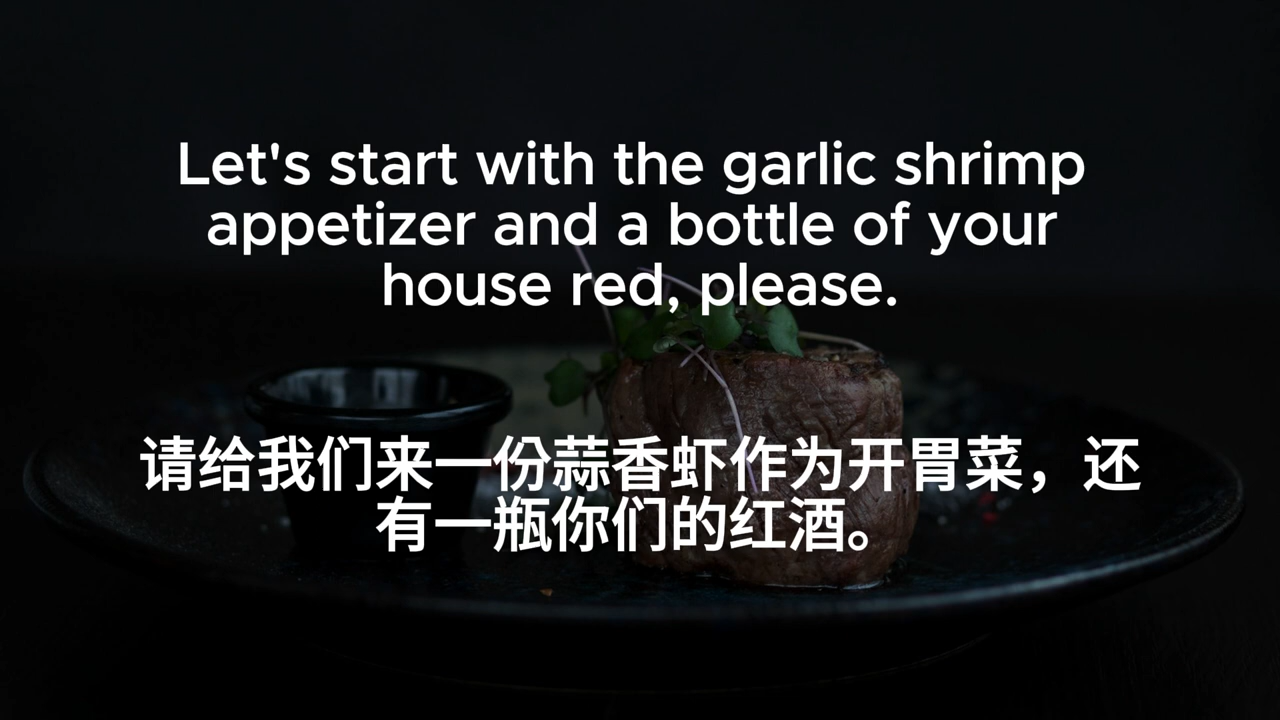 Let's start with the garlic shrimp
appetizer and a bottle of your
house red, please.
请给我们来一份蒜香虾作为开胃菜，还
有一瓶你们的红酒。